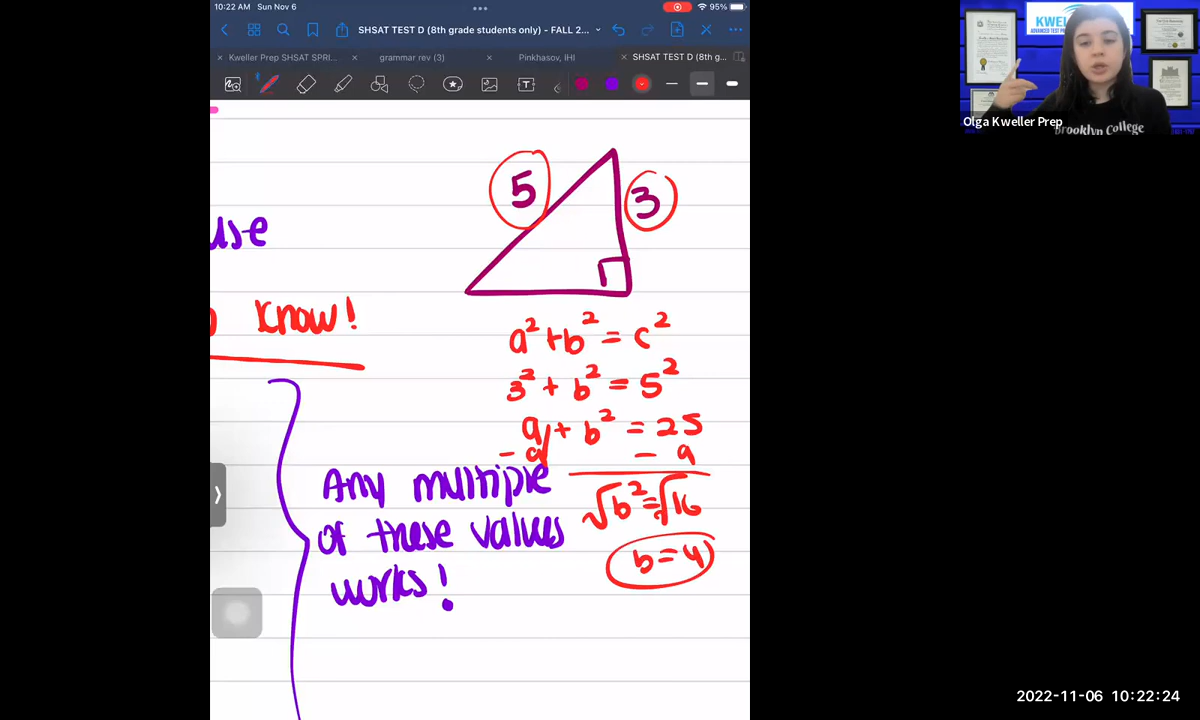 10:22 AM Sun Nov 6
95%
SHSAT TEST D (8th grade students only) - FALL 2...
Kweller Prep SHSAT SPRI...
grammar rev (3)
Pinkhasov, IHI
SHSAT TEST D (8th g...
use
Know!
5
3
a² + b² = c²
3² + b² = 5²
9 + b² = 25
- 9 - 9
√b² = √16
b = 4
Any multiple
of these values
works!
KWEL
ADVANCED TEST
Brooklyn College
Olga Kweller Prep
2022-11-06 10:22:24